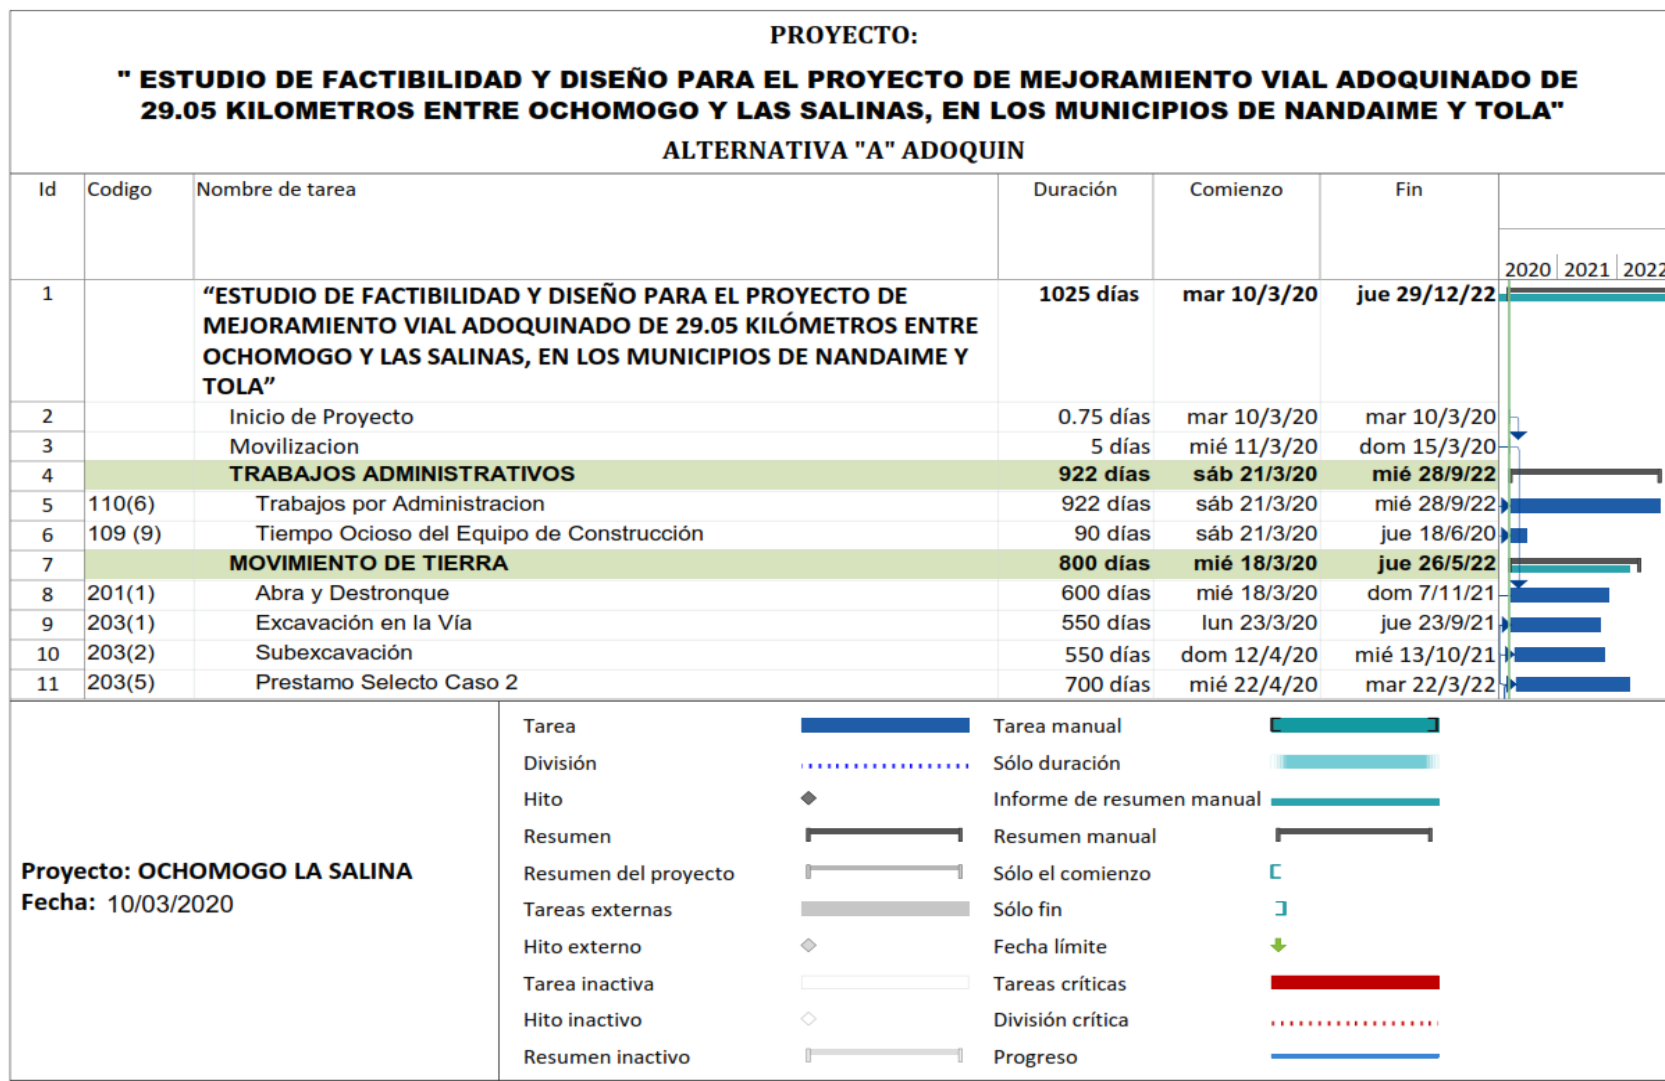 PROYECTO:
" ESTUDIO DE FACTIBILIDAD Y DISEÑO PARA EL PROYECTO DE MEJORAMIENTO VIAL ADOQUINADO DE
29.05 KILOMETROS ENTRE OCHOMOGO Y LAS SALINAS, EN LOS MUNICIPIOS DE NANDAIME Y TOLA"
ALTERNATIVA "A" ADOQUIN
Id Codigo Nombre de tarea Duración Comienzo Fin
2020 2021 2022
1 “ESTUDIO DE FACTIBILIDAD Y DISEÑO PARA EL PROYECTO DE 1025 días mar 10/3/20 jue 29/12/22
MEJORAMIENTO VIAL ADOQUINADO DE 29.05 KILÓMETROS ENTRE
OCHOMOGO Y LAS SALINAS, EN LOS MUNICIPIOS DE NANDAIME Y
TOLA”
2 Inicio de Proyecto 0.75 días mar 10/3/20 mar 10/3/20
3 Movilizacion 5 días mié 11/3/20 dom 15/3/20
4 TRABAJOS ADMINISTRATIVOS 922 días sáb 21/3/20 mié 28/9/22
5 110(6) Trabajos por Administracion 922 días sáb 21/3/20 mié 28/9/22
6 109 (9) Tiempo Ocioso del Equipo de Construcción 90 días sáb 21/3/20 jue 18/6/20
7 MOVIMIENTO DE TIERRA 800 días mié 18/3/20 jue 26/5/22
8 201(1) Abra y Destronque 600 días mié 18/3/20 dom 7/11/21
9 203(1) Excavación en la Vía 550 días lun 23/3/20 jue 23/9/21
10 203(2) Subexcavación 550 días dom 12/4/20 mié 13/10/21
11 203(5) Prestamo Selecto Caso 2 700 días mié 22/4/20 mar 22/3/22
Proyecto: OCHOMOGO LA SALINA
Fecha: 10/03/2020
Tarea
División
Hito
Resumen
Resumen del proyecto
Tareas externas
Hito externo
Tarea inactiva
Hito inactivo
Resumen inactivo
Tarea manual
Sólo duración
Informe de resumen manual
Resumen manual
Sólo el comienzo
Sólo fin
Fecha límite
Tareas críticas
División crítica
Progreso